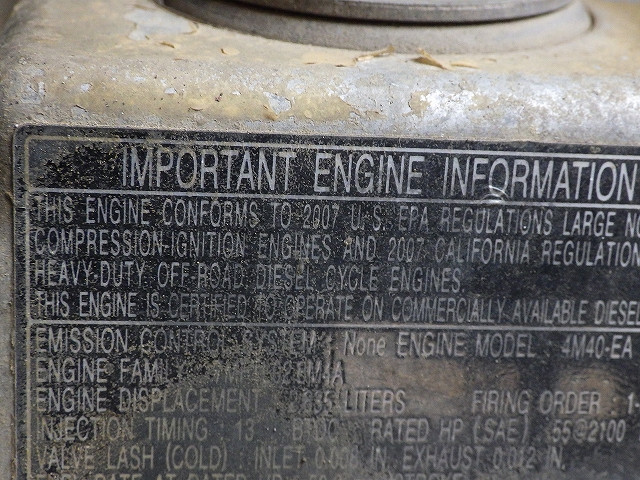 IMPORTANT ENGINE INFORMATION
THIS ENGINE CONFORMS TO 2007 U.S. EPA REGULATIONS LARGE NO
COMPRESSION-IGNITION ENGINES AND 2007 CALIFORNIA REGULATION
HEAVY-DUTY OFF-ROAD DIESEL CYCLE ENGINES.
THIS ENGINE IS CERTIFIED TO OPERATE ON COMMERCIALLY AVAILABLE DIESEL
EMISSION CONTROL SYSTEM : None ENGINE MODEL : 4M40-EA
ENGINE FAMILY
ENGINE DISPLACEMENT LITERS FIRING ORDER : 1-
INJECTION TIMING 13 BTDC RATED HP (SAE) 55@2100
VALVE LASH (COLD) : INLET IN. EXHAUST 0.012 IN.